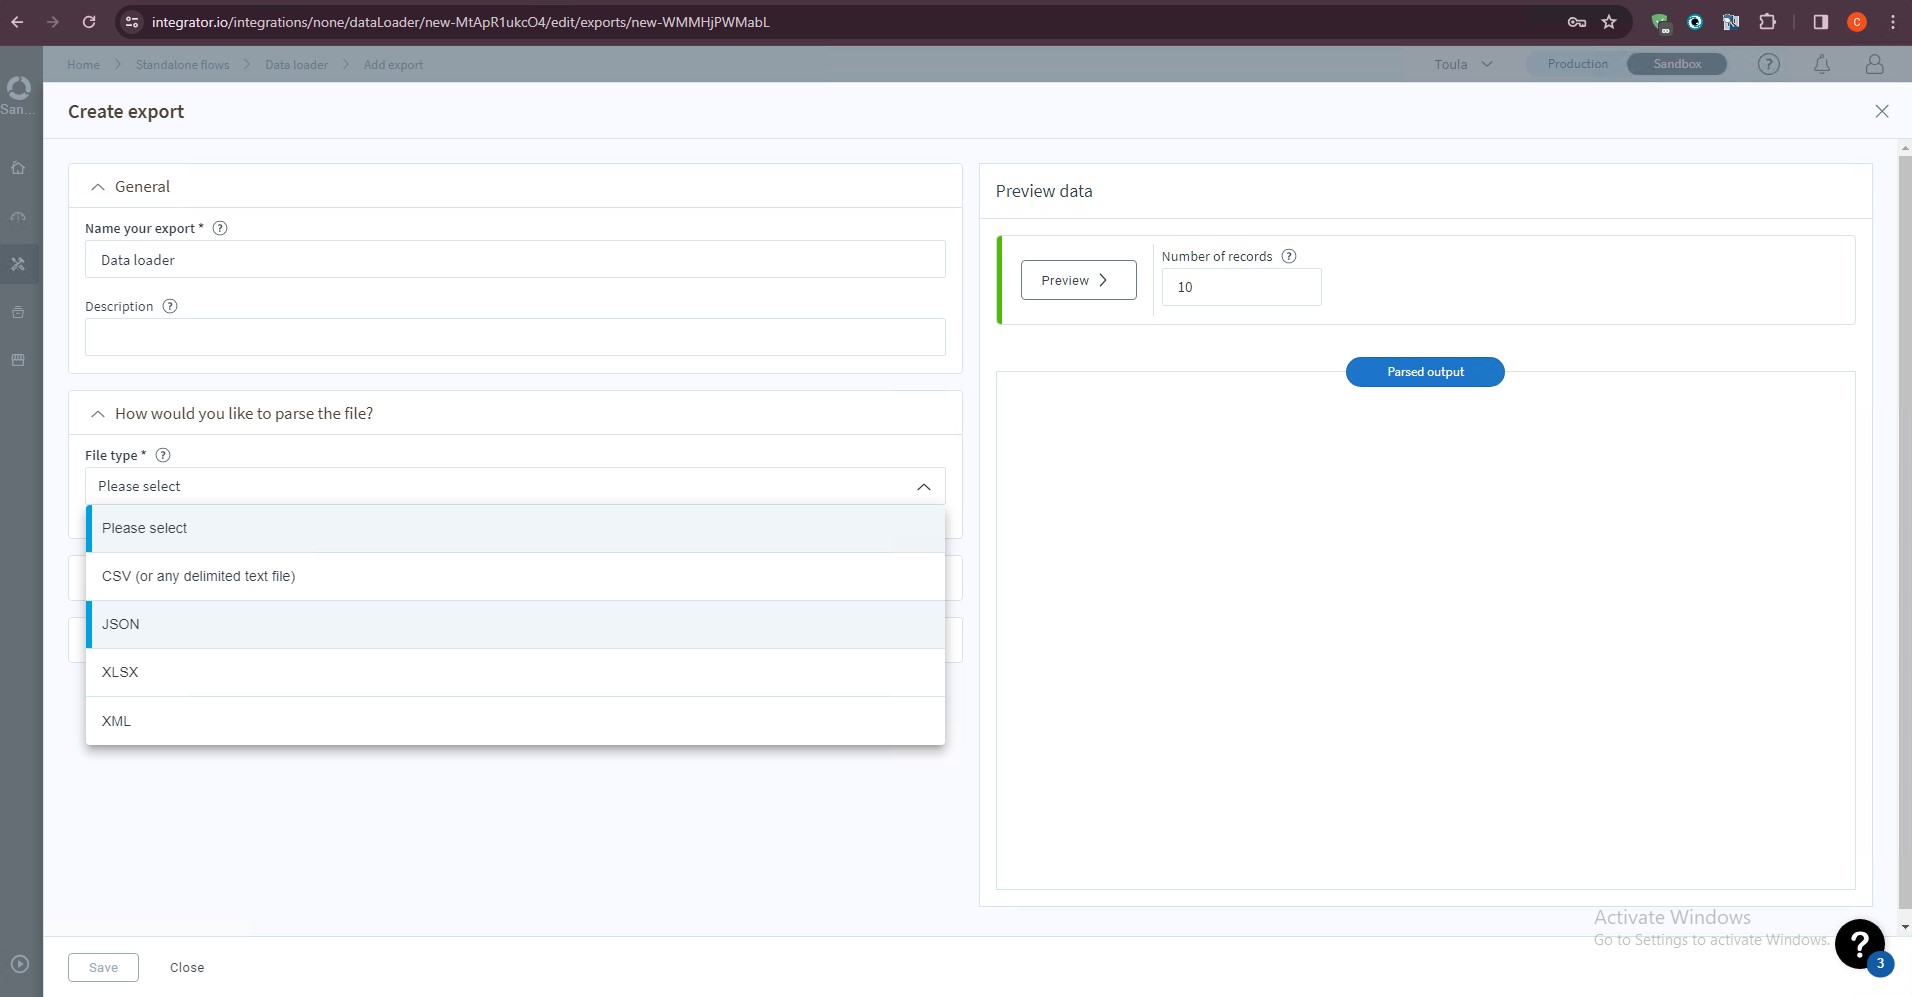 integrator.io/integrations/none/dataLoader/new-MtApR1ukcO4/edit/exports/new-WMMHjPWMabL
C
Home
Standalone flows
Data loader
Add export
Toula
Production
Sandbox
?
San...
Create export
General
Name your export * ?
Data loader
Description ?
How would you like to parse the file?
File type * ?
Please select
Please select
CSV (or any delimited text file)
JSON
XLSX
XML
Preview data
Preview
Number of records ?
10
Parsed output
Activate Windows
Go to Settings to activate Windows.
?
3
Save
Close